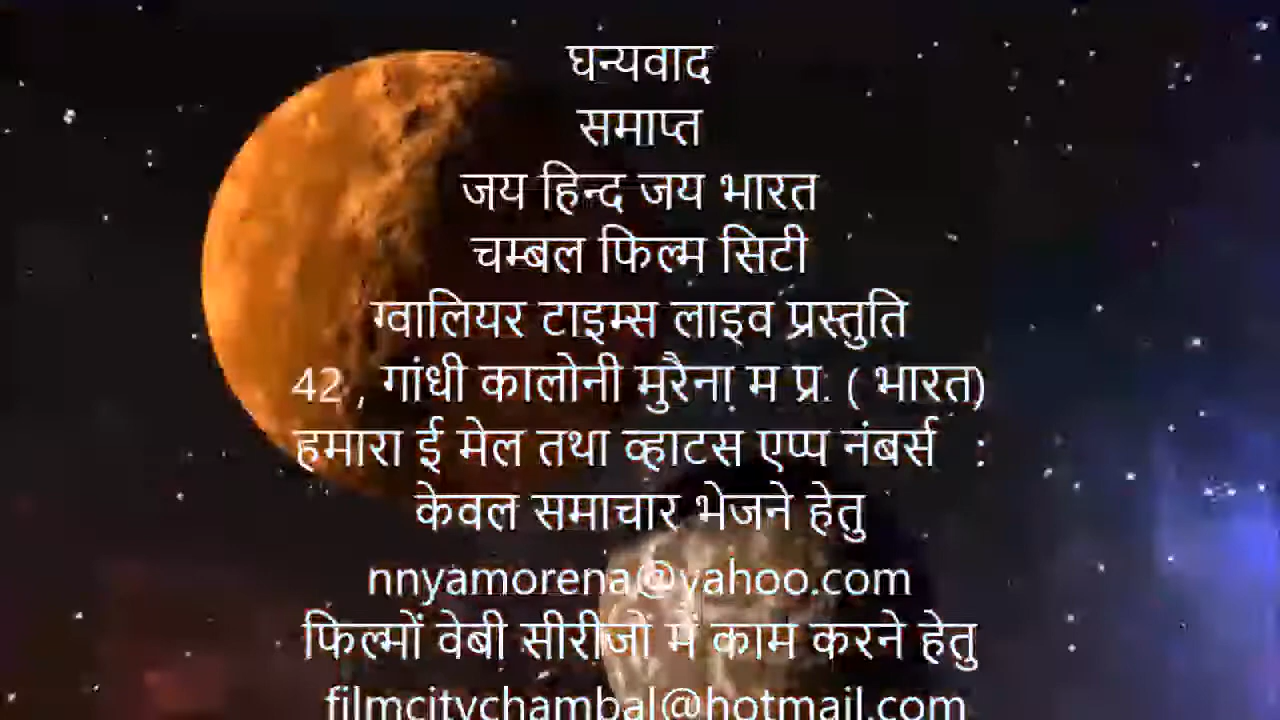 घन्यवाद
समाप्त
जय हिन्द जय भारत
चम्बल फिल्म सिटी
ग्वालियर टाइम्स लाइव प्रस्तुति
42 , गांधी कालोनी मुरैना म प्र. ( भारत)
हमारा ई मेल तथा व्हाटस एप्प नंबर्स :
केवल समाचार भेजने हेतु
nnyamorena@yahoo.com
फिल्मों वेबी सीरीजों में काम करने हेतु
filmcitychambal@hotmail.com